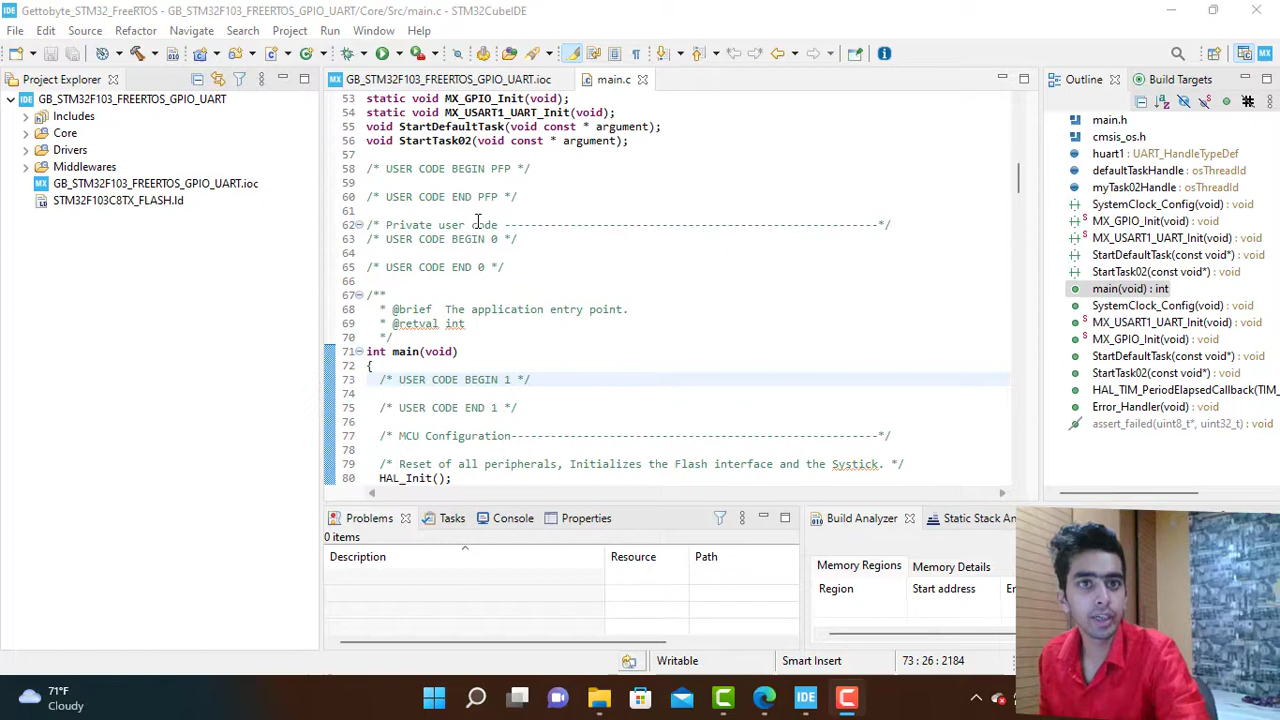 Gettobyte_STM32_FreeRTOS - GB_STM32F103_FREERTOS_GPIO_UART/Core/Src/main.c - STM32CubeIDE
File Edit Source Refactor Navigate Search Project Run Window Help
Project Explorer
GB_STM32F103_FREERTOS_GPIO_UART
Includes
Core
Drivers
Middlewares
GB_STM32F103_FREERTOS_GPIO_UART.ioc
STM32F103C8TX_FLASH.ld
GB_STM32F103_FREERTOS_GPIO_UART.ioc main.c
53 static void MX_GPIO_Init(void);
54 static void MX_USART1_UART_Init(void);
55 void StartDefaultTask(void const * argument);
56 void StartTask02(void const * argument);
57
58 /* USER CODE BEGIN PFP */
59
60 /* USER CODE END PFP */
61
62 /* Private user code ---------------------------------------------------------*/
63 /* USER CODE BEGIN 0 */
64
65 /* USER CODE END 0 */
66
67 /**
68 * @brief The application entry point.
69 * @retval int
70 */
71 int main(void)
72 {
73 /* USER CODE BEGIN 1 */
74
75 /* USER CODE END 1 */
76
77 /* MCU Configuration--------------------------------------------------------*/
78
79 /* Reset of all peripherals, Initializes the Flash interface and the Systick. */
80 HAL_Init();
Outline Build Targets
main.h
cmsis_os.h
huart1 : UART_HandleTypeDef
defaultTaskHandle : osThreadId
myTask02Handle : osThreadId
SystemClock_Config(void) : void
MX_GPIO_Init(void) : void
MX_USART1_UART_Init(void) : void
StartDefaultTask(const void*) : void
StartTask02(const void*) : void
main(void) : int
SystemClock_Config(void) : void
MX_USART1_UART_Init(void) : void
MX_GPIO_Init(void) : void
StartDefaultTask(const void*) : void
StartTask02(const void*) : void
HAL_TIM_PeriodElapsedCallback(TIM_
Error_Handler(void) : void
assert_failed(uint8_t*, uint32_t) : void
Problems Tasks Console Properties
0 items
Description Resource Path
Build Analyzer Static Stack An
Memory Regions Memory Details
Region Start address
Writable Smart Insert 73 : 26 : 2184
71°F
Cloudy